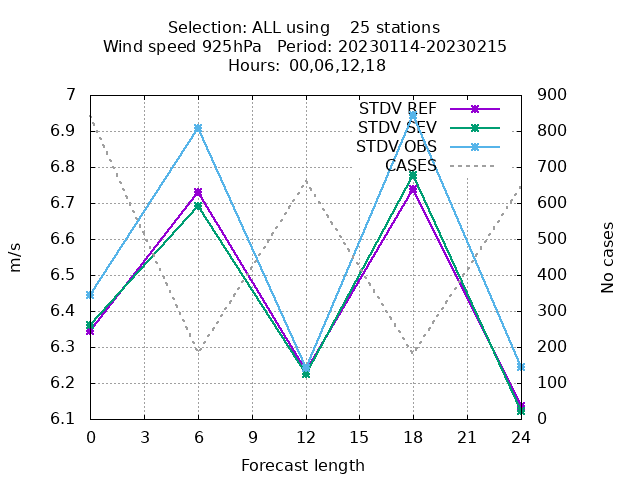 Selection: ALL using 25 stations
Wind speed 925hPa Period: 20230114-20230215
Hours: 00,06,12,18
7 900
STDV REF
6.9 800
STDV SEV
STDV OBS
6.8 700
CASES
6.7 600
6.6 500
m/s
No cases
6.5 400
6.4 300
6.3 200
6.2 100
6.1 0
0 3 6 9 12 15 18 21 24
Forecast length